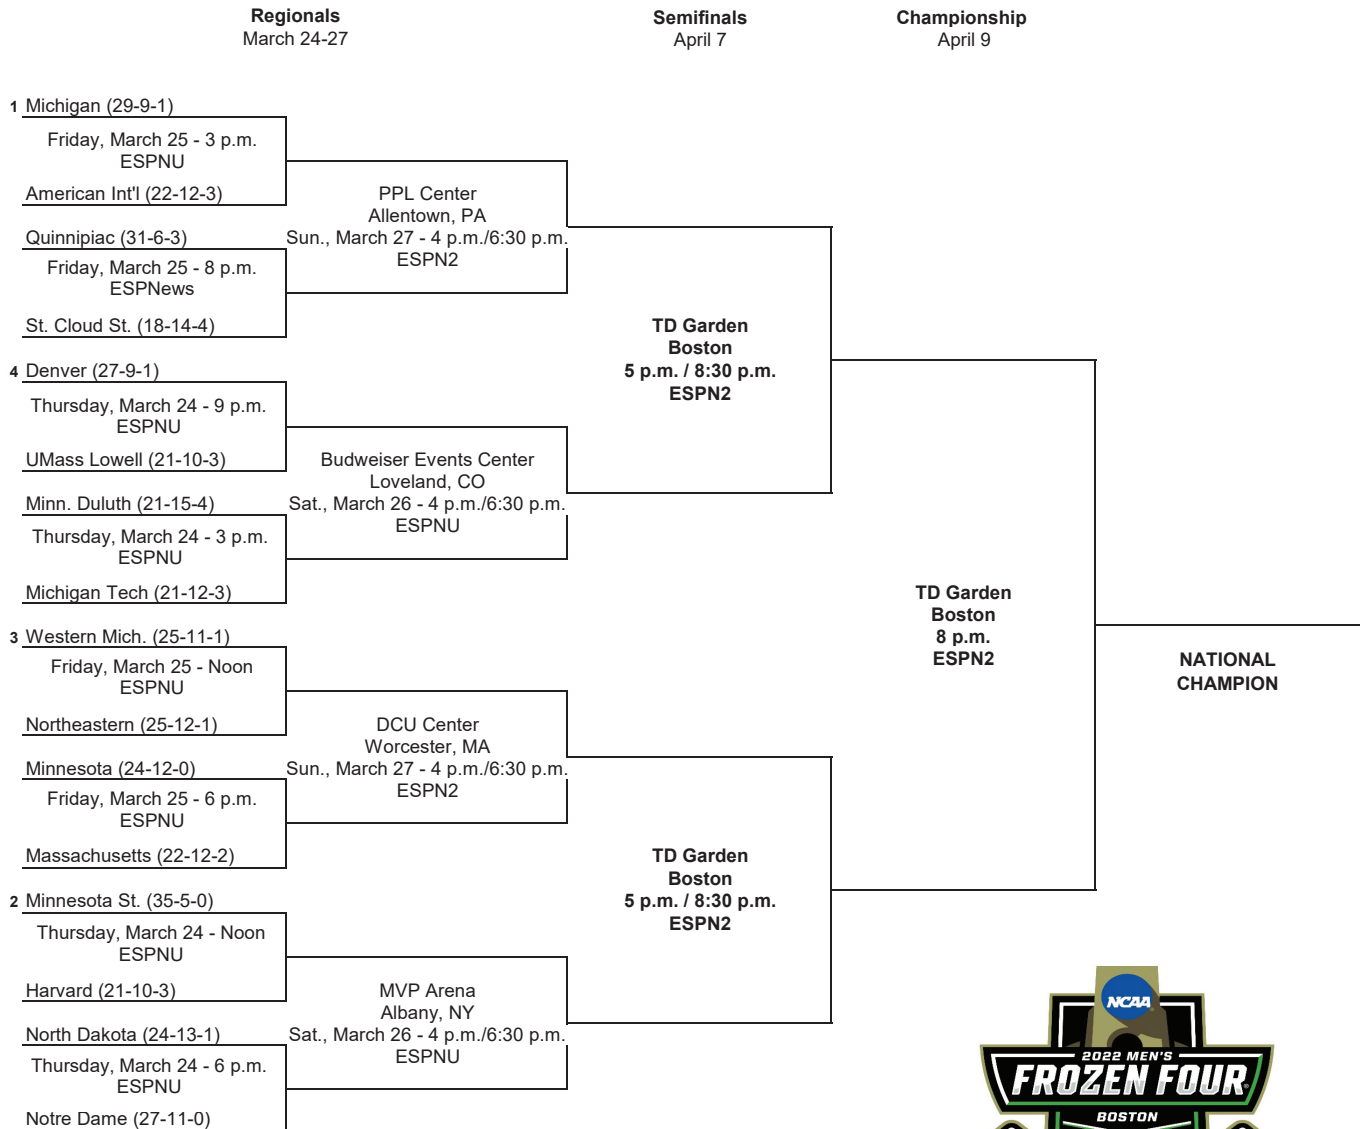 Regionals
March 24-27
Semifinals
April 7
Championship
April 9
1 Michigan (29-9-1)
Friday, March 25 - 3 p.m.
ESPNU
American Int'l (22-12-3)
PPL Center
Allentown, PA
Sun., March 27 - 4 p.m./6:30 p.m.
ESPN2
Quinnipiac (31-6-3)
Friday, March 25 - 8 p.m.
ESPNews
St. Cloud St. (18-14-4)
TD Garden
Boston
5 p.m. / 8:30 p.m.
ESPN2
4 Denver (27-9-1)
Thursday, March 24 - 9 p.m.
ESPNU
UMass Lowell (21-10-3)
Budweiser Events Center
Loveland, CO
Sat., March 26 - 4 p.m./6:30 p.m.
ESPNU
Minn. Duluth (21-15-4)
Thursday, March 24 - 3 p.m.
ESPNU
Michigan Tech (21-12-3)
TD Garden
Boston
8 p.m.
ESPN2
NATIONAL
CHAMPION
3 Western Mich. (25-11-1)
Friday, March 25 - Noon
ESPNU
Northeastern (25-12-1)
DCU Center
Worcester, MA
Sun., March 27 - 4 p.m./6:30 p.m.
ESPN2
Minnesota (24-12-0)
Friday, March 25 - 6 p.m.
ESPNU
Massachusetts (22-12-2)
TD Garden
Boston
5 p.m. / 8:30 p.m.
ESPN2
2 Minnesota St. (35-5-0)
Thursday, March 24 - Noon
ESPNU
Harvard (21-10-3)
MVP Arena
Albany, NY
Sat., March 26 - 4 p.m./6:30 p.m.
ESPNU
North Dakota (24-13-1)
Thursday, March 24 - 6 p.m.
ESPNU
Notre Dame (27-11-0)
NCAA
2022 MEN'S
FROZEN FOUR
BOSTON